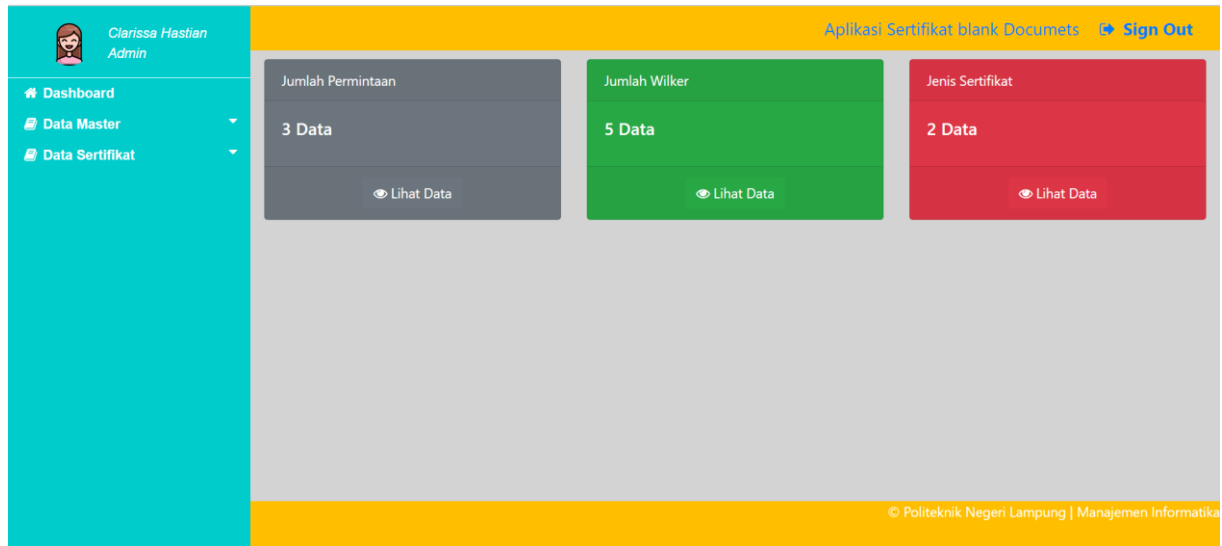 Clarissa Hastian
Admin
Dashboard
Data Master
Data Sertifikat
Aplikasi Sertifikat blank Documets
Sign Out
Jumlah Permintaan
3 Data
Lihat Data
Jumlah Wilker
5 Data
Lihat Data
Jenis Sertifikat
2 Data
Lihat Data
© Politeknik Negeri Lampung | Manajemen Informatika